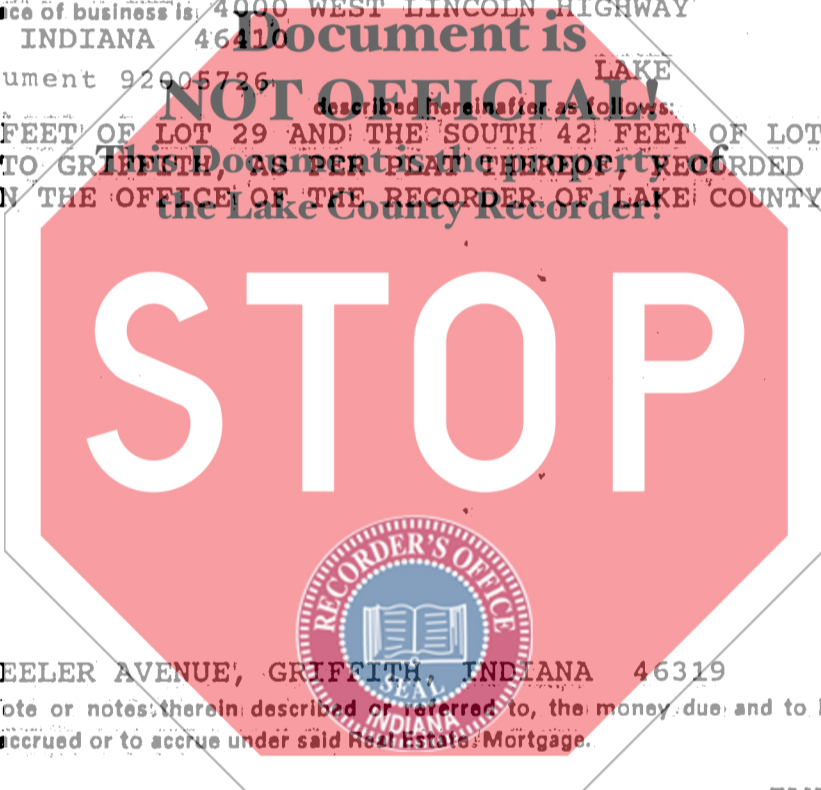 ce of business is 4000 WEST LINCOLN HIGHWAY
Document is
INDIANA 46410
ument 92005726 LAKE
NOT OFFICIAL!
described hereinafter as follows:
FEET OF LOT 29 AND THE SOUTH 42 FEET OF LOT
This Document is the property of
TO GRIFFITH, AS PER PLAT THEREOF, RECORDED
N THE OFFICE OF THE RECORDER OF LAKE COUNTY
the Lake County Recorder!
STOP
RECORDER'S OFFICE
SEAL
INDIANA
EELER AVENUE, GRIFFITH, INDIANA 46319
ote or notes therein described or referred to, the money due and to
accrued or to accrue under said Real Estate Mortgage.